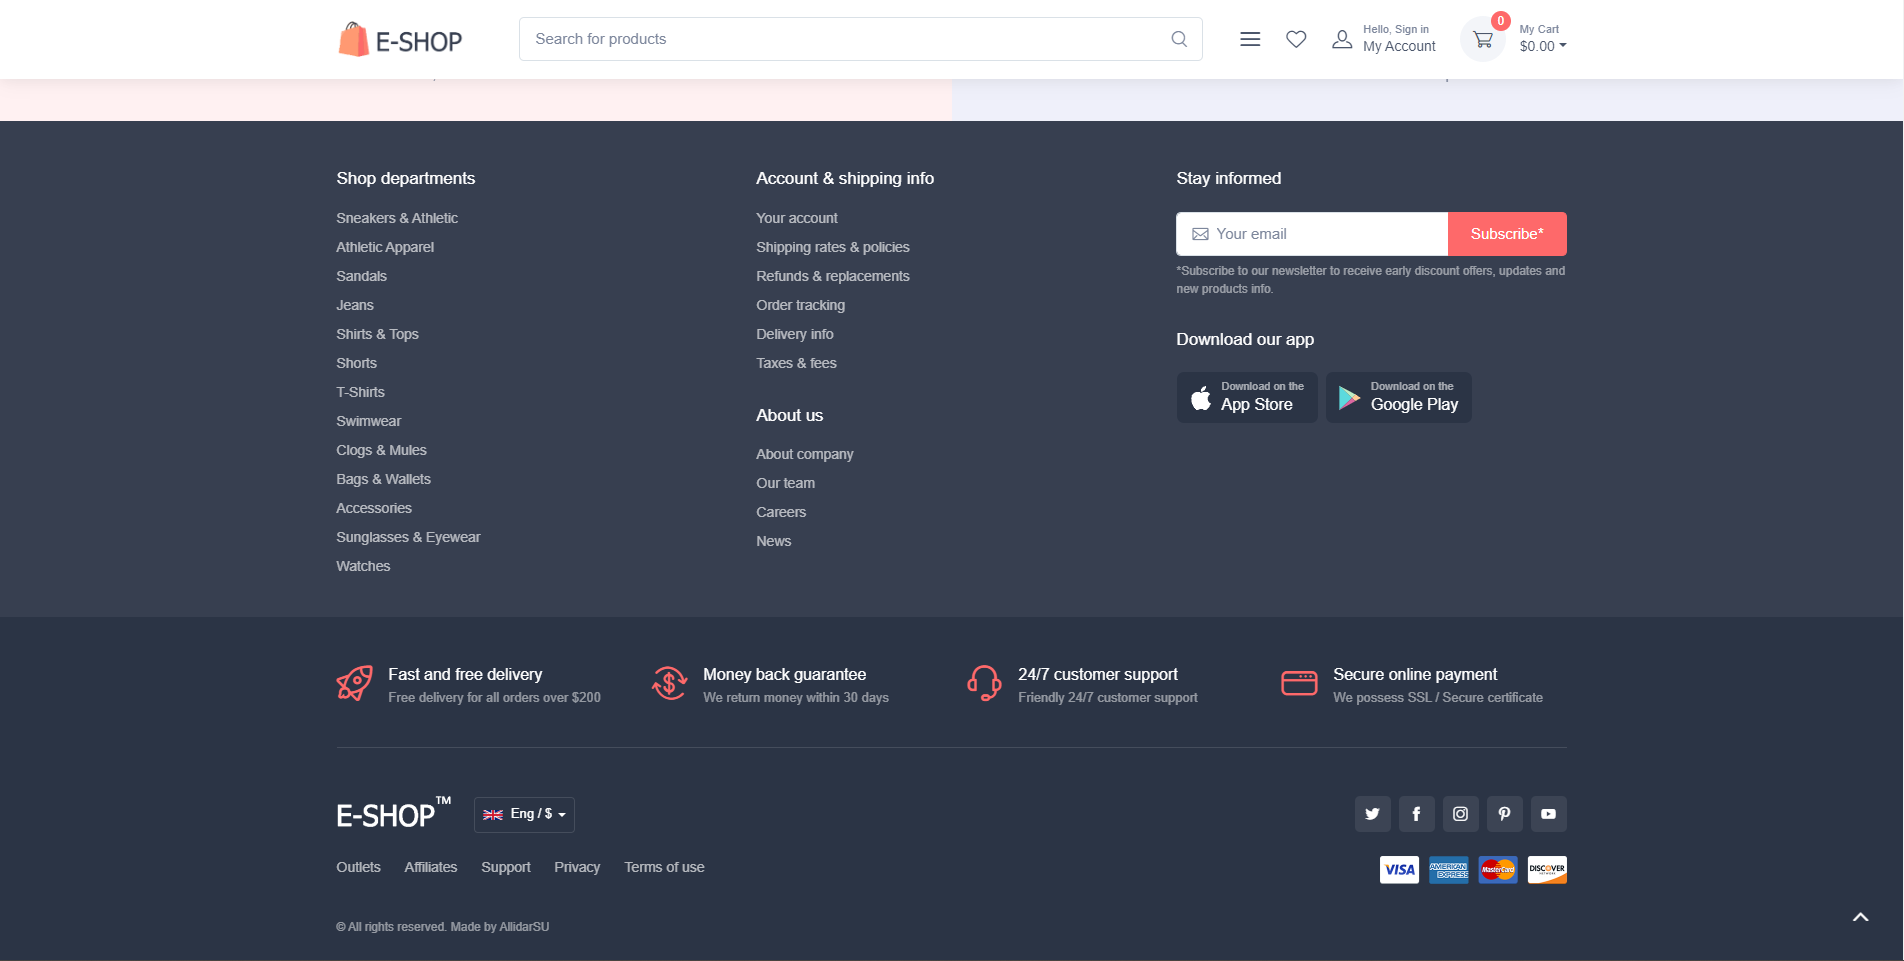 E-SHOP
Search for products
Hello, Sign in
My Account
0
My Cart
$0.00
Shop departments
Sneakers & Athletic
Athletic Apparel
Sandals
Jeans
Shirts & Tops
Shorts
T-Shirts
Swimwear
Clogs & Mules
Bags & Wallets
Accessories
Sunglasses & Eyewear
Watches
Account & shipping info
Your account
Shipping rates & policies
Refunds & replacements
Order tracking
Delivery info
Taxes & fees
About us
About company
Our team
Careers
News
Stay informed
Your email
Subscribe*
*Subscribe to our newsletter to receive early discount offers, updates and
new products info.
Download our app
Download on the
App Store
Download on the
Google Play
Fast and free delivery
Free delivery for all orders over $200
Money back guarantee
We return money within 30 days
24/7 customer support
Friendly 24/7 customer support
Secure online payment
We possess SSL / Secure certificate
E-SHOP™
Eng / $
Outlets Affiliates Support Privacy Terms of use
VISA
AMERICAN EXPRESS
MasterCard
DISCOVER
NETWORK
© All rights reserved. Made by AllidarSU